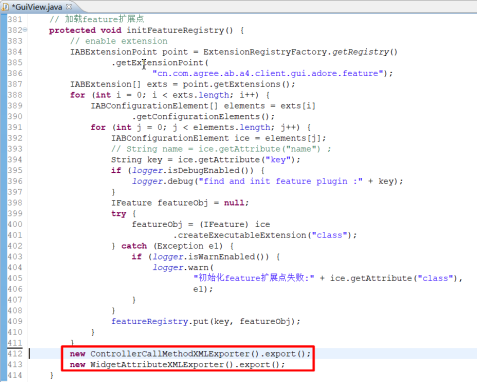 *GuiView.java
381 // 加载feature扩展点
382 protected void initFeatureRegistry() {
383 // enable extension
384 IABExtensionPoint point = ExtensionRegistryFactory.getRegistry()
385 .getExtensionPoint(
386 "cn.com.agree.ab.a4.client.gui.adore.feature");
387 IABExtension[] exts = point.getExtensions();
388 for (int i = 0; i < exts.length; i++) {
389 IABConfigurationElement[] elements = exts[i]
390 .getConfigurationElements();
391 for (int j = 0; j < elements.length; j++) {
392 IABConfigurationElement ice = elements[j];
393 // String name = ice.getAttribute("name") ;
394 String key = ice.getAttribute("key");
395 if (logger.isDebugEnabled()) {
396 logger.debug("find and init feature plugin :" + key);
397 }
398 IFeature featureObj = null;
399 try {
400 featureObj = (IFeature) ice
401 .createExecutableExtension("class");
402 } catch (Exception e1) {
403 if (logger.isWarnEnabled()) {
404 logger.warn(
405 "初始化feature扩展点失败:" + ice.getAttribute("class"),
406 e1);
407 }
408 }
409 featureRegistry.put(key, featureObj);
410 }
411 }
412 new ControllerCallMethodXMLExporter().export();
413 new WidgetAttributeXMLExporter().export();
414 }